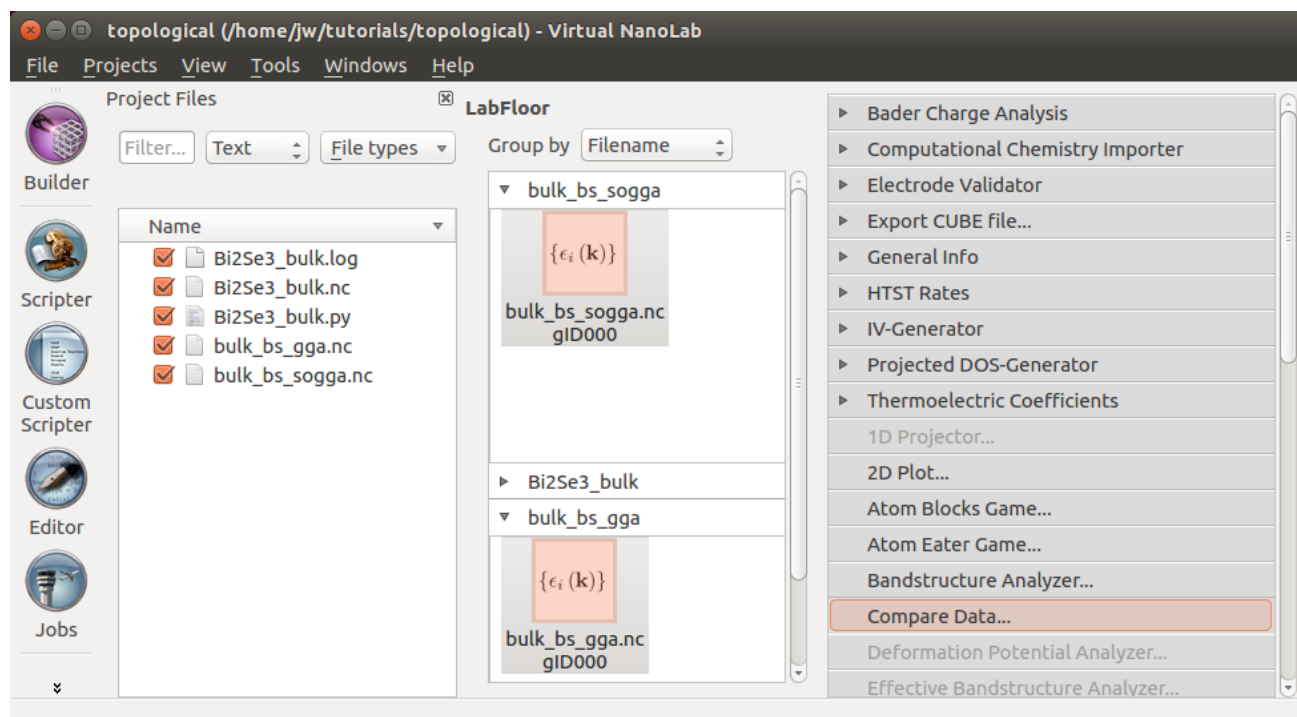 topological (/home/jw/tutorials/topological) - Virtual NanoLab
File Projects View Tools Windows Help
Builder
Scripter
Custom
Scripter
Editor
Jobs
Project Files
Filter...
Text
File types
Name
Bi2Se3_bulk.log
Bi2Se3_bulk.nc
Bi2Se3_bulk.py
bulk_bs_gga.nc
bulk_bs_sogga.nc
LabFloor
Group by Filename
bulk_bs_sogga
{ϵᵢ (k)}
bulk_bs_sogga.nc
gID000
Bi2Se3_bulk
bulk_bs_gga
{ϵᵢ (k)}
bulk_bs_gga.nc
gID000
Bader Charge Analysis
Computational Chemistry Importer
Electrode Validator
Export CUBE file...
General Info
HTST Rates
IV-Generator
Projected DOS-Generator
Thermoelectric Coefficients
1D Projector...
2D Plot...
Atom Blocks Game...
Atom Eater Game...
Bandstructure Analyzer...
Compare Data...
Deformation Potential Analyzer...
Effective Bandstructure Analyzer...